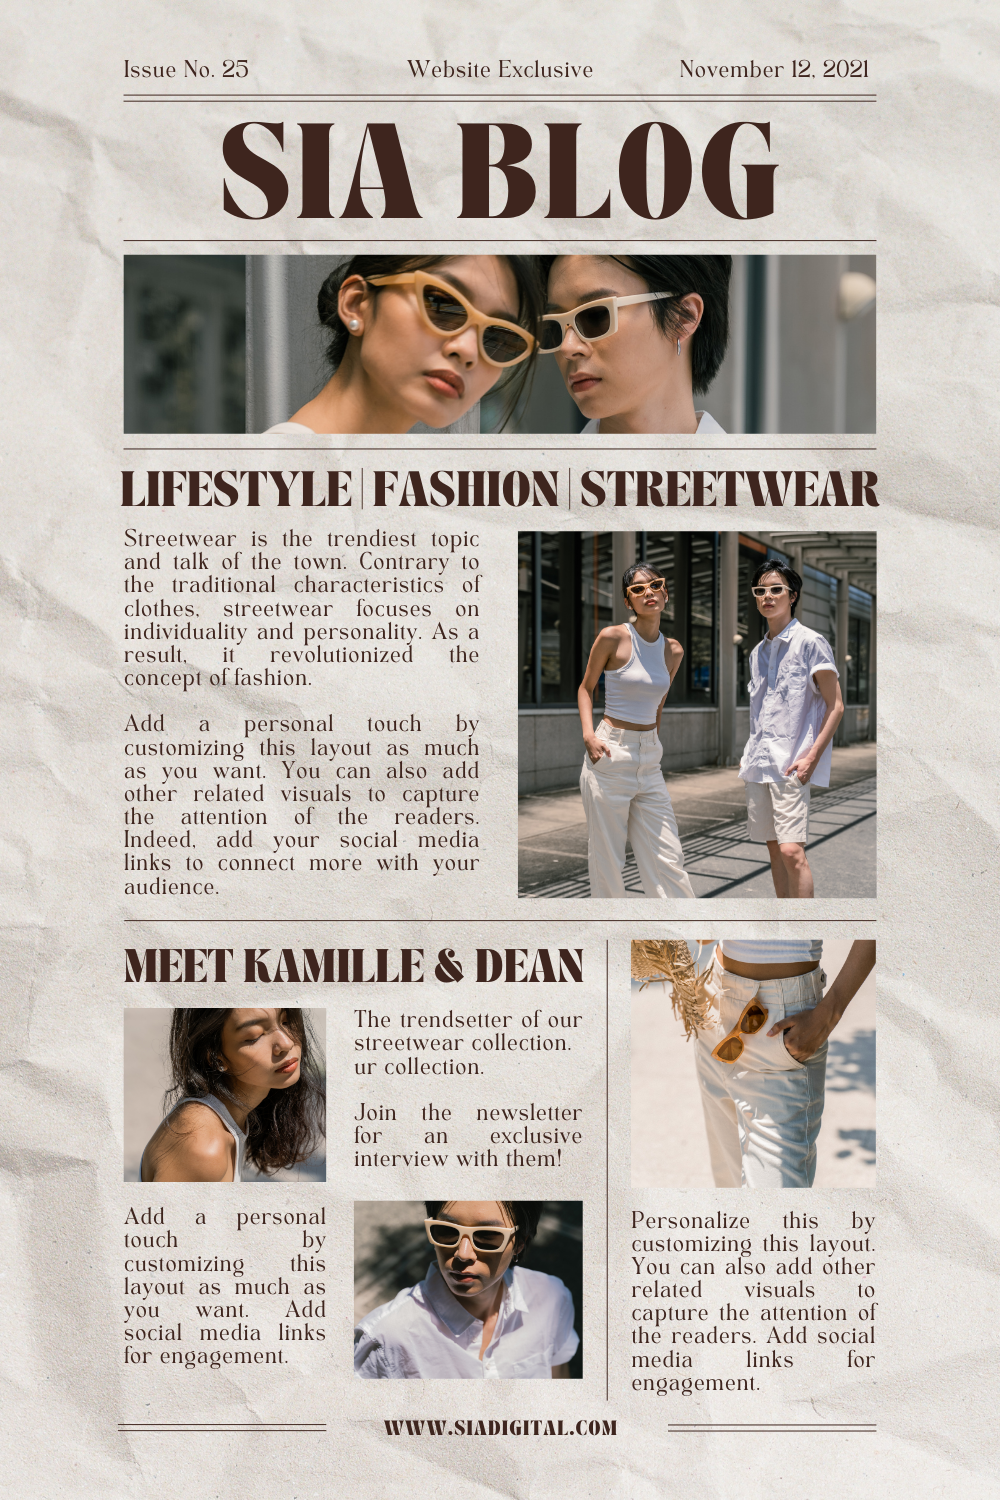 Issue No. 25
Website Exclusive
November 12, 2021
SIA BLOG
LIFESTYLE | FASHION | STREETWEAR
Streetwear is the trendiest topic
and talk of the town. Contrary to
the traditional characteristics of
clothes, streetwear focuses on
individuality and personality. As a
result, it revolutionized the
concept of fashion.
Add a personal touch by
customizing this layout as much
as you want. You can also add
other related visuals to capture
the attention of the readers.
Indeed, add your social media
links to connect more with your
audience.
MEET KAMILLE & DEAN
The trendsetter of our
streetwear collection.
ur collection.
Join the newsletter
for an exclusive
interview with them!
Add a personal
touch by
customizing this
layout as much as
you want. Add
social media links
for engagement.
Personalize this by
customizing this layout.
You can also add other
related visuals to
capture the attention of
the readers. Add social
media links for
engagement.
WWW.SIADIGITAL.COM